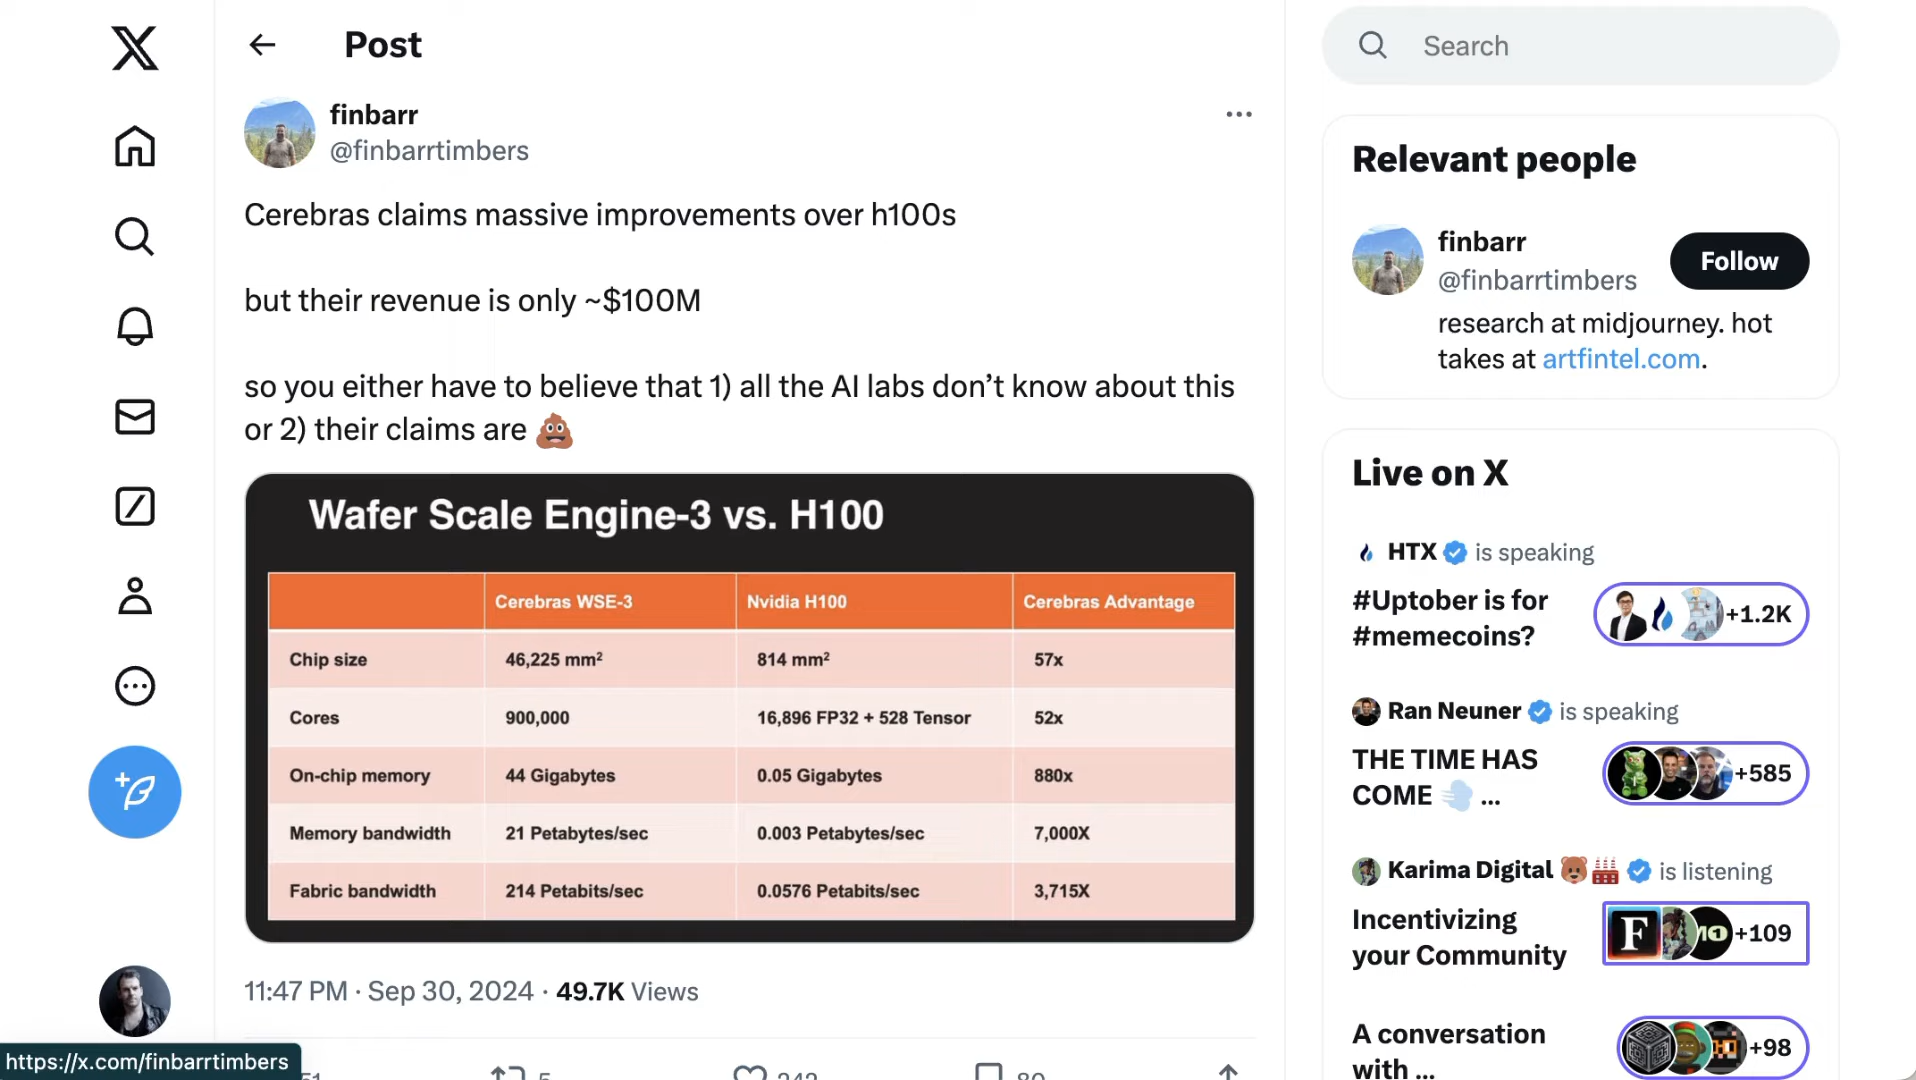 Post
finbarr
@finbarrtimbers
Cerebras claims massive improvements over h100s
but their revenue is only ~$100M
so you either have to believe that 1) all the AI labs don’t know about this
or 2) their claims are 💩
Wafer Scale Engine-3 vs. H100
Cerebras WSE-3 Nvidia H100 Cerebras Advantage
Chip size 46,225 mm² 814 mm² 57x
Cores 900,000 16,896 FP32 + 528 Tensor 52x
On-chip memory 44 Gigabytes 0.05 Gigabytes 880x
Memory bandwidth 21 Petabytes/sec 0.003 Petabytes/sec 7,000X
Fabric bandwidth 214 Petabits/sec 0.0576 Petabits/sec 3,715X
11:47 PM · Sep 30, 2024 · 49.7K Views
https://x.com/finbarrtimbers
Search
Relevant people
finbarr
@finbarrtimbers
Follow
research at midjourney. hot
takes at artfintel.com.
Live on X
HTX is speaking
#Uptober is for
#memecoins?
+1.2K
Ran Neuner is speaking
THE TIME HAS
COME 💨 ...
+585
Karima Digital 🐻🏭 is listening
Incentivizing
your Community
F
+109
A conversation
with ...
+98